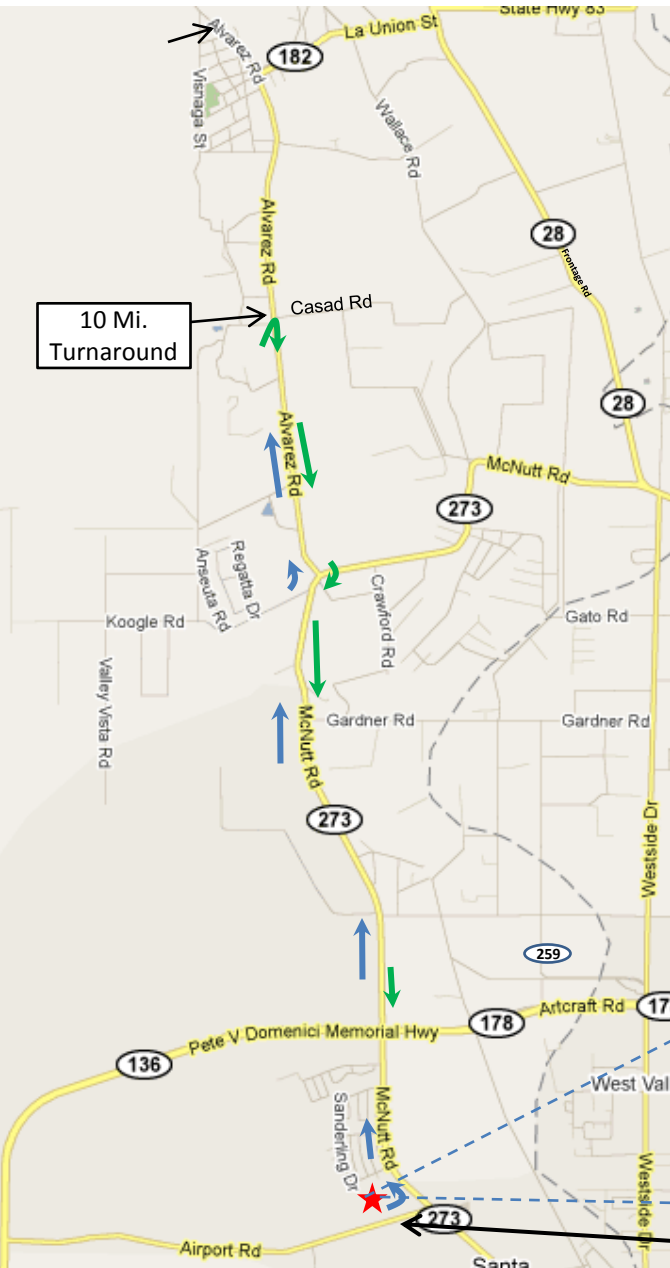 State Hwy 83
La Union St
Alvarez Rd
182
Visnaga St
Wallace Rd
Alvarez Rd
28
Frontage Rd
10 Mi.
Turnaround
Casad Rd
28
Alvarez Rd
McNutt Rd
273
Regatta Dr
Anseuta Rd
Crawford Rd
Koogle Rd
Gato Rd
Valley Vista Rd
McNutt Rd
Gardner Rd
Gardner Rd
273
Westside Dr
259
Artcraft Rd
17
178
Pete V Domenici Memorial Hwy
136
West Val
McNutt Rd
Sanderling Dr
Westside Dr
273
Airport Rd
Santa